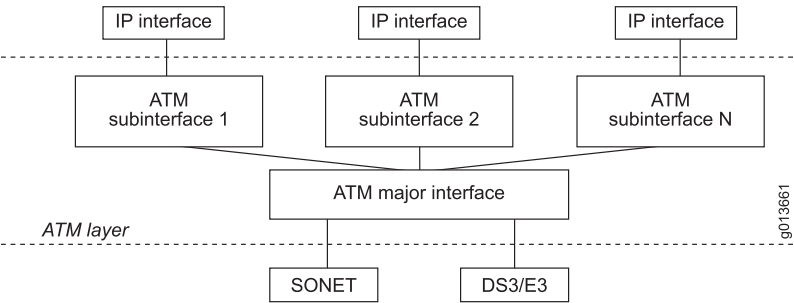 IP interface
IP interface
IP interface
ATM
subinterface 1
ATM
subinterface 2
ATM
subinterface N
ATM major interface
ATM layer
g013661
SONET
DS3/E3